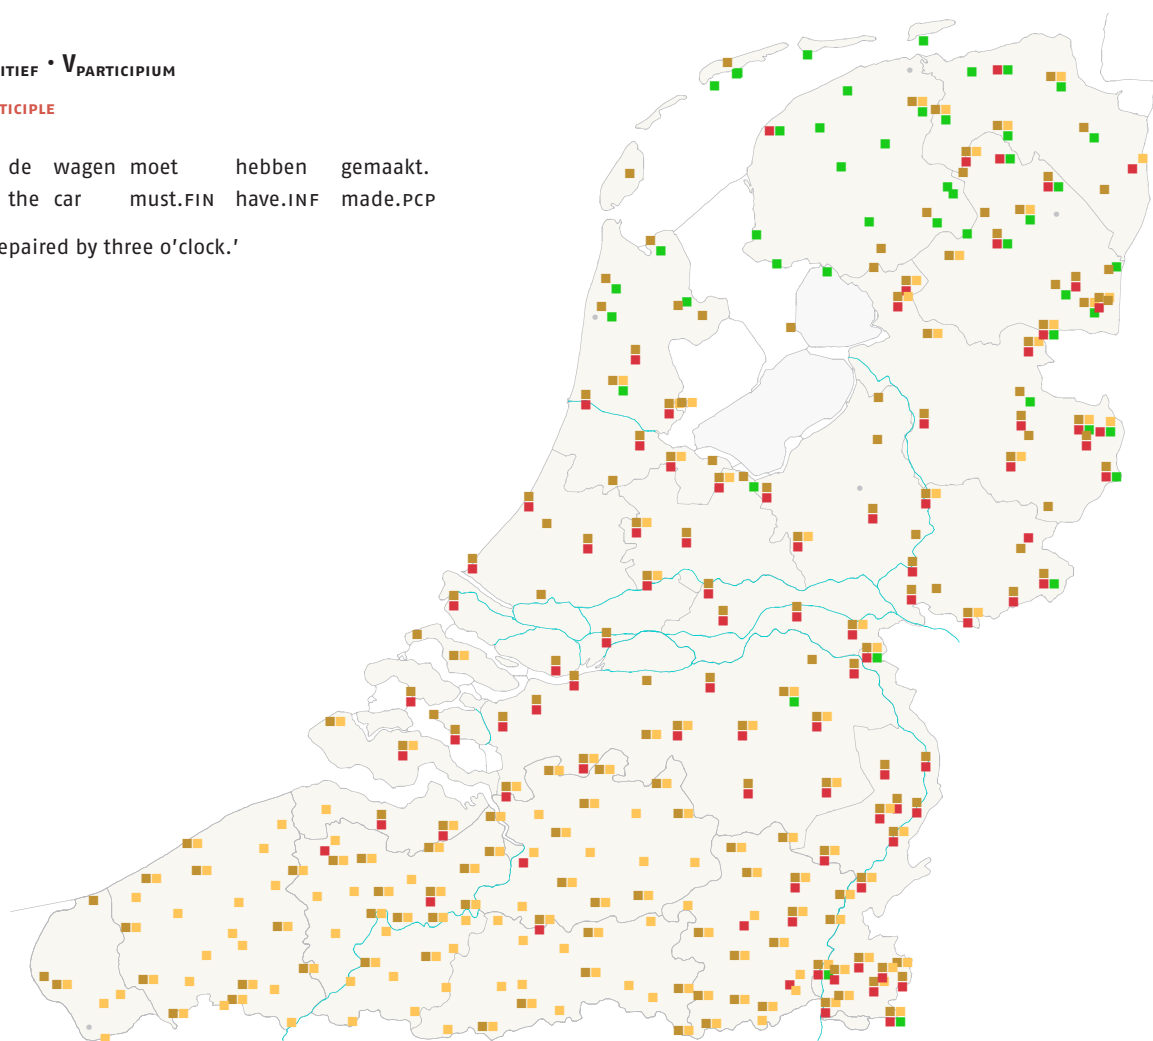 ITIEF · VPARTICIPIUM
TICIPLE
de wagen moet hebben gemaakt.
the car must.FIN have.INF made.PCP
epaired by three o'clock.'